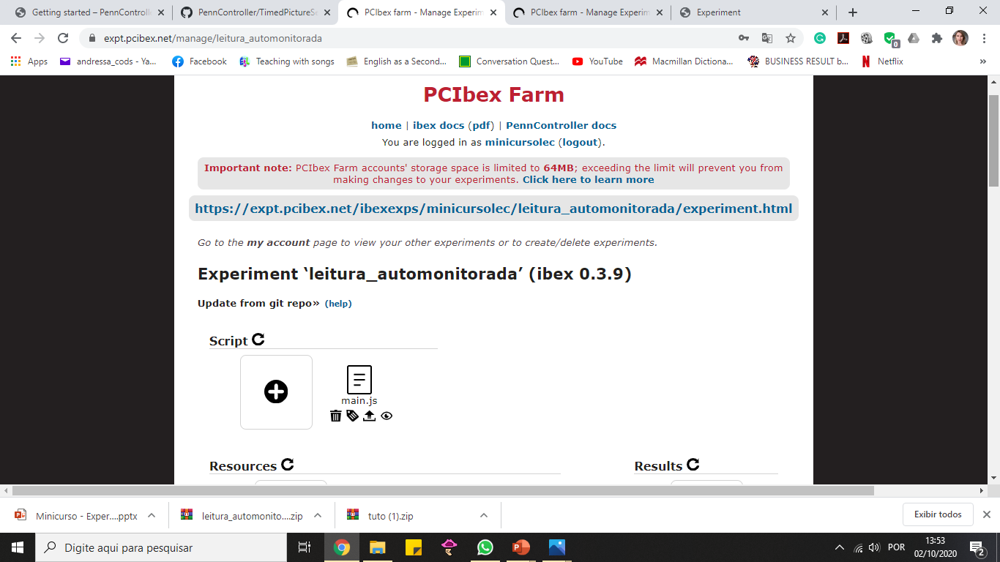 Getting started – PennControlle
PennController/TimedPictureSe
PCIbex farm - Manage Experim
PCIbex farm - Manage Experim
Experiment
expt.pcibex.net/manage/leitura_automonitorada
Apps
andressa_cods - Ya...
Facebook
Teaching with songs
English as a Second...
Conversation Quest...
YouTube
Macmillan Dictiona...
BUSINESS RESULT b...
Netflix
»
PCIbex Farm
home | ibex docs (pdf) | PennController docs
You are logged in as minicursolec (logout).
Important note: PCIbex Farm accounts' storage space is limited to 64MB; exceeding the limit will prevent you from
making changes to your experiments. Click here to learn more
https://expt.pcibex.net/ibexexps/minicursolec/leitura_automonitorada/experiment.html
Go to the my account page to view your other experiments or to create/delete experiments.
Experiment ‘leitura_automonitorada’ (ibex 0.3.9)
Update from git repo» (help)
Script
main.js
Resources
Results
Minicurso - Exper....pptx
leitura_automonito....zip
tuto (1).zip
Exibir todos
Digite aqui para pesquisar
POR
13:53
02/10/2020
2